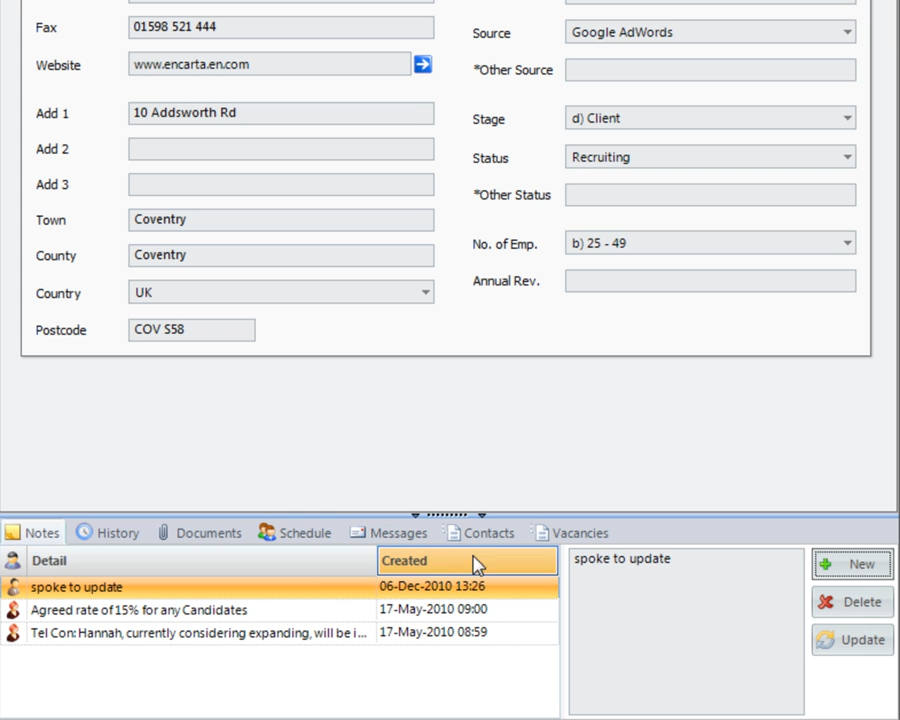 Fax 01598 521 444
Website www.encarta.en.com
Add 1 10 Addsworth Rd
Add 2
Add 3
Town Coventry
County Coventry
Country UK
Postcode COV S58
Source Google AdWords
*Other Source
Stage d) Client
Status Recruiting
*Other Status
No. of Emp. b) 25 - 49
Annual Rev.
Notes History Documents Schedule Messages Contacts Vacancies
Detail Created
spoke to update 06-Dec-2010 13:26
Agreed rate of 15% for any Candidates 17-May-2010 09:00
Tel Con: Hannah, currently considering expanding, will be i... 17-May-2010 08:59
spoke to update
New
Delete
Update